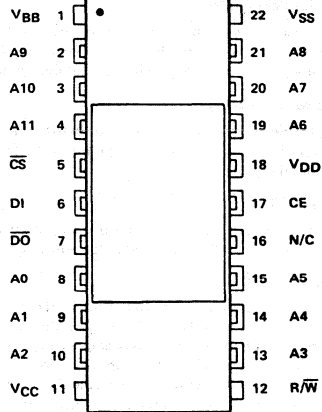 VBB 1 22 VSS
A9 2 21 A8
A10 3 20 A7
A11 4 19 A6
C̅S̅ 5 18 VDD
DI 6 17 CE
D̅O̅ 7 16 N/C
A0 8 15 A5
A1 9 14 A4
A2 10 13 A3
VCC 11 12 R/W̅